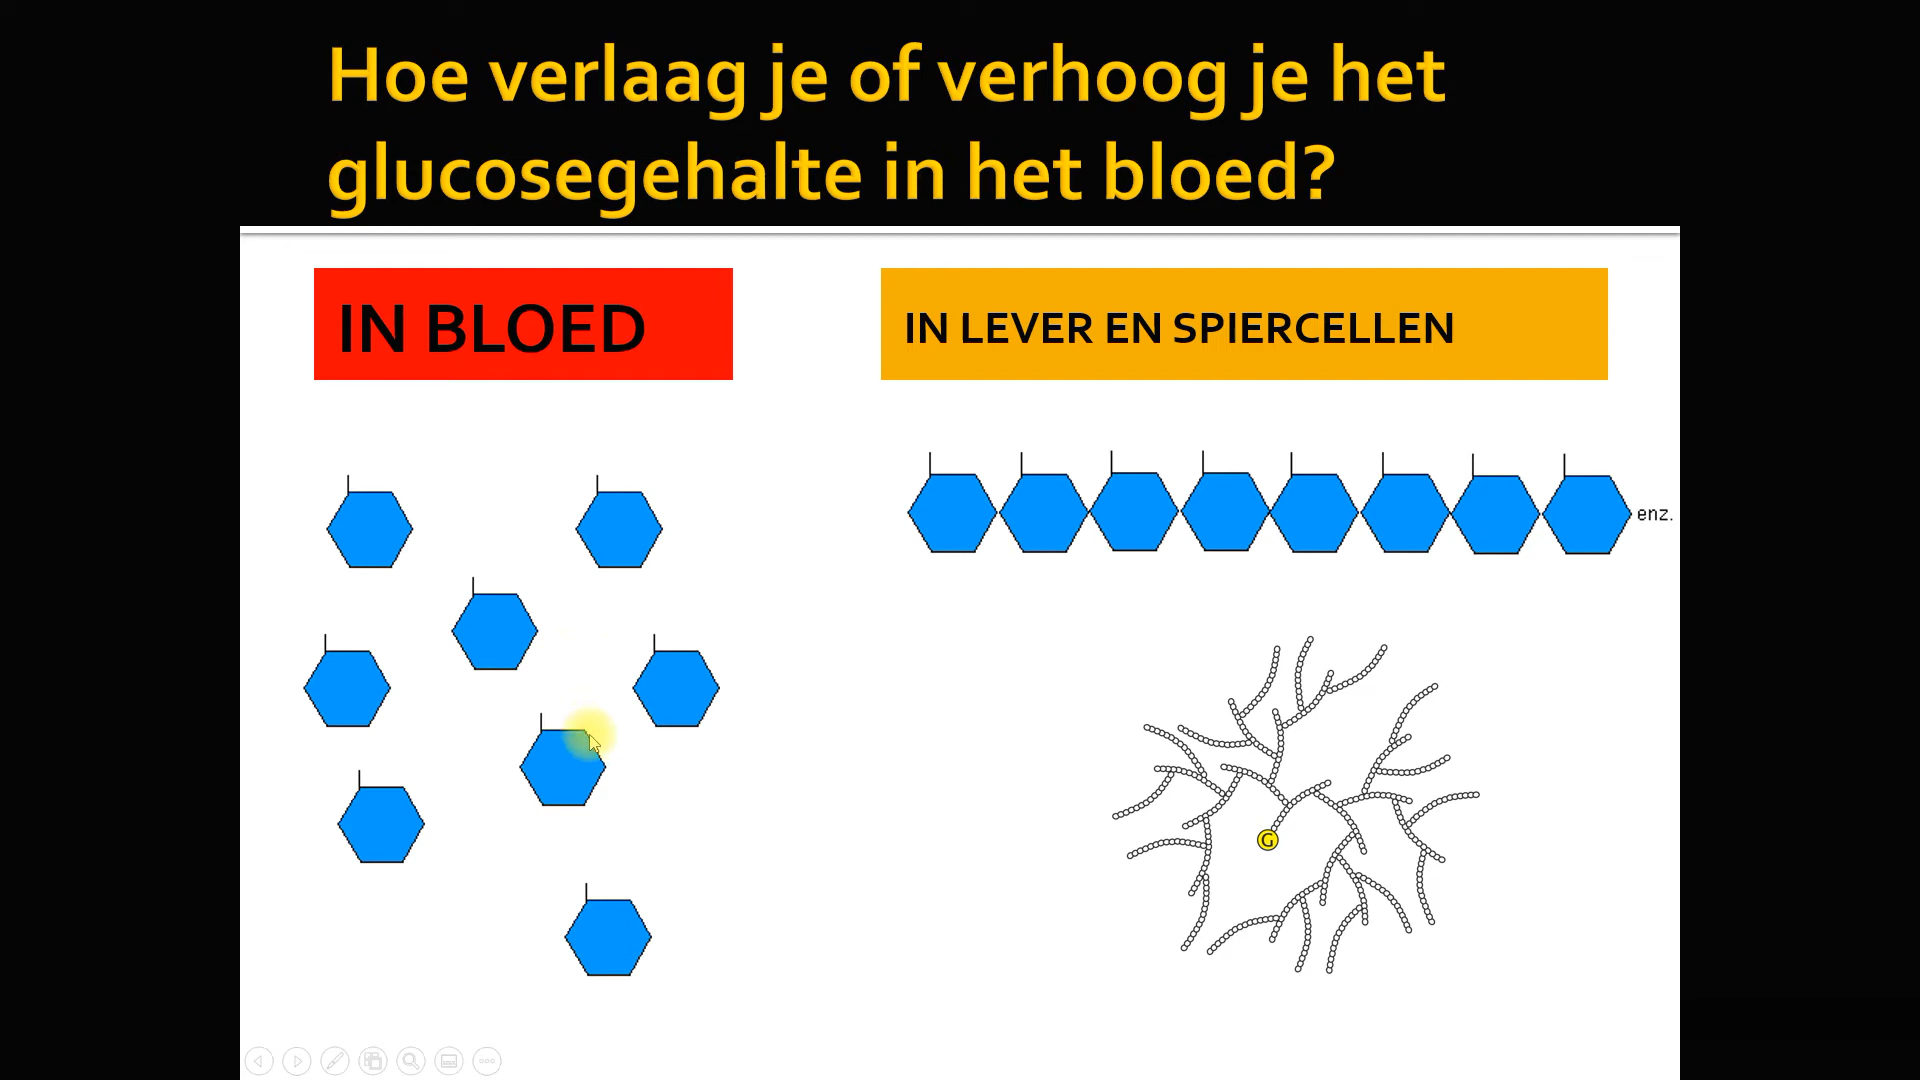 Hoe verlaag je of verhoog je het
glucosegehalte in het bloed?
IN BLOED
IN LEVER EN SPIERCELLEN
enz.
G